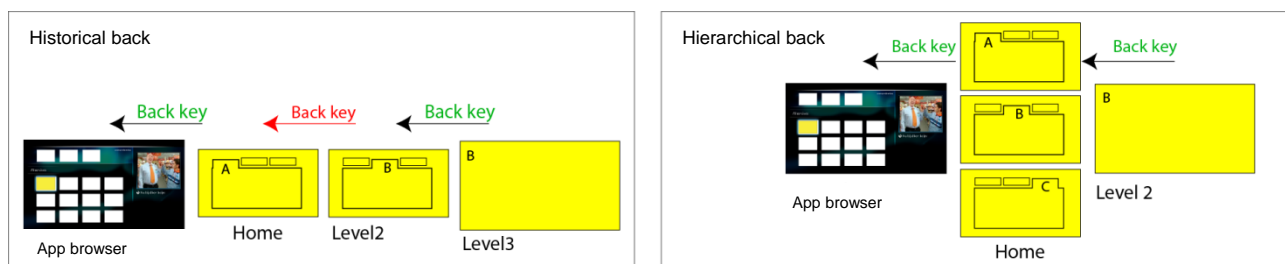 Historical back
Back key
Back key
Back key
A
B
B
Home
Level2
Level3
App browser
Hierarchical back
Back key
Back key
A
B
B
C
Level 2
App browser
Home